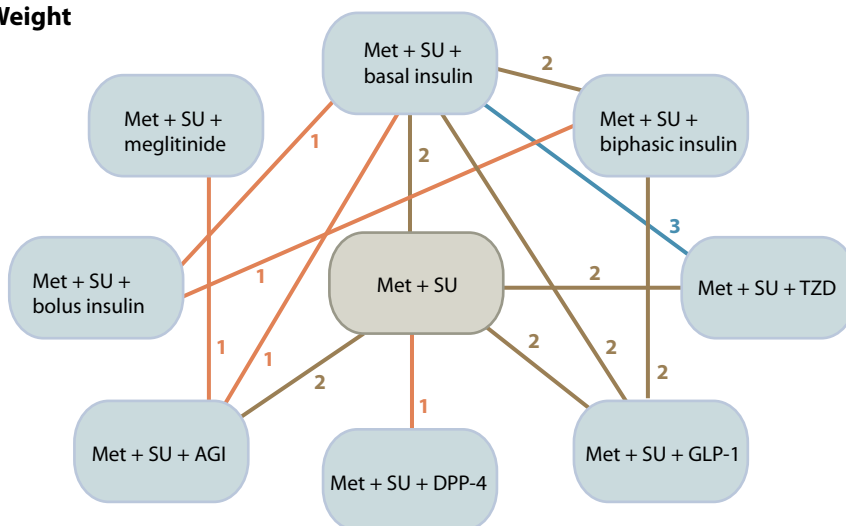 Weight
Met + SU +
basal insulin
2
Met + SU +
meglitinide
1
2
Met + SU +
biphasic insulin
3
Met + SU +
bolus insulin
1
Met + SU
2
Met + SU + TZD
1
1
2
2
2
2
1
Met + SU + AGI
Met + SU + DPP-4
Met + SU + GLP-1